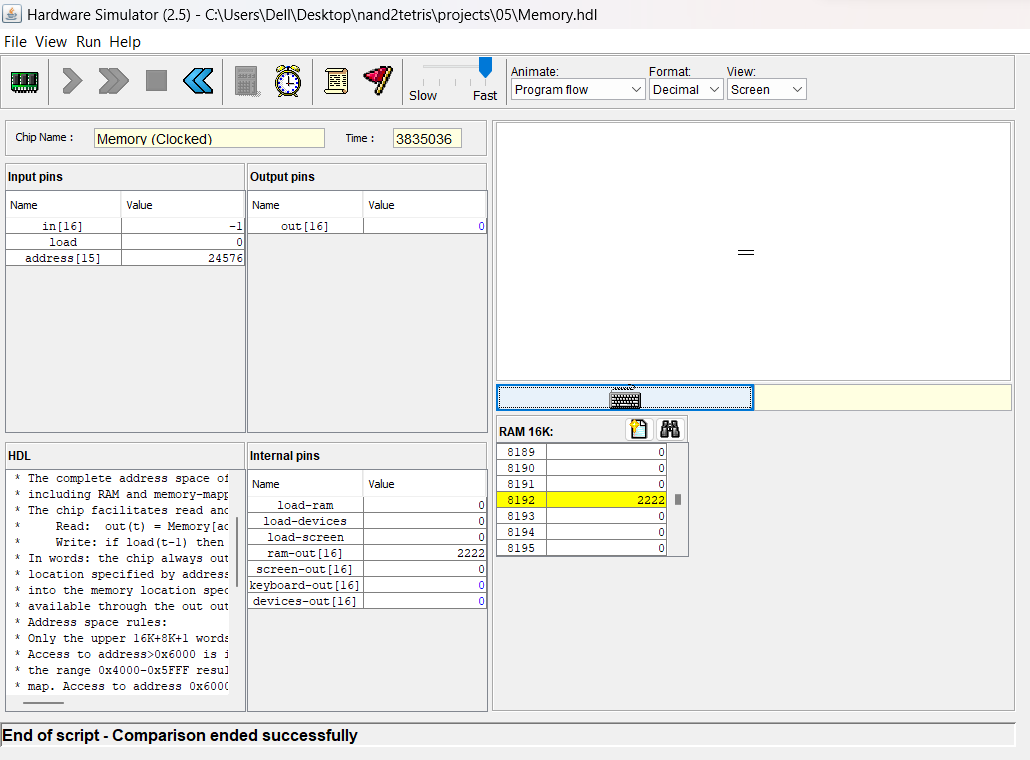 Hardware Simulator (2.5) - C:\Users\Dell\Desktop\nand2tetris\projects\05\Memory.hdl
File View Run Help
Slow Fast
Animate: Format: View:
Program flow Decimal Screen
Chip Name : Memory (Clocked) Time : 3835036
Input pins
Name Value
in[16] -1
load 0
address[15] 24576
Output pins
Name Value
out[16] 0
HDL
* The complete address space of
* including RAM and memory-mapp
* The chip facilitates read and
* Read: out(t) = Memory[ad
* Write: if load(t-1) then
* In words: the chip always out
* location specified by address
* into the memory location spec
* available through the out out
* Address space rules:
* Only the upper 16K+8K+1 words
* Access to address>0x6000 is i
* the range 0x4000-0x5FFF resul
* map. Access to address 0x6000
Internal pins
Name Value
load-ram 0
load-devices 0
load-screen 0
ram-out[16] 2222
screen-out[16] 0
keyboard-out[16] 0
devices-out[16] 0
RAM 16K:
8189 0
8190 0
8191 0
8192 2222
8193 0
8194 0
8195 0
End of script - Comparison ended successfully